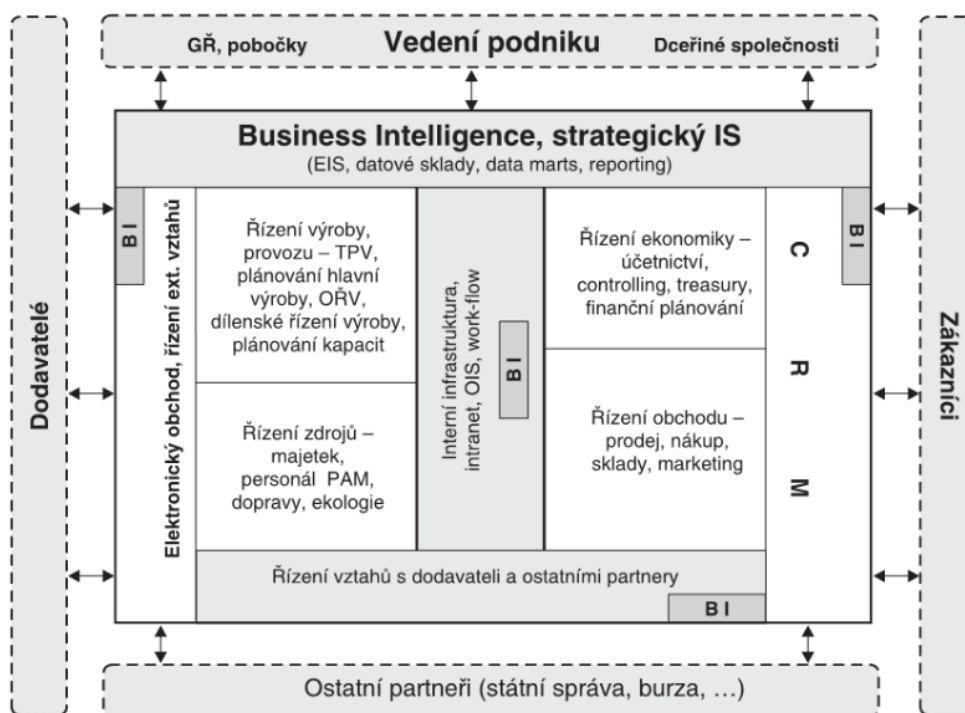 GŘ, pobočky
Vedení podniku
Dceřiné společnosti
Dodavatelé
Business Intelligence, strategický IS
(EIS, datové sklady, data marts, reporting)
B I
Elektronický obchod, řízení ext. vztahů
Řízení výroby,
provozu – TPV,
plánování hlavní
výroby, OŘV,
dílenské řízení výroby,
plánování kapacit
Řízení zdrojů –
majetek,
personál PAM,
dopravy, ekologie
Interní infrastruktura,
intranet, OIS, work-flow
B I
Řízení ekonomiky –
účetnictví,
controlling, treasury,
finanční plánování
Řízení obchodu –
prodej, nákup,
sklady, marketing
C R M
B I
Zákazníci
Řízení vztahů s dodavateli a ostatními partnery
B I
Ostatní partneři (státní správa, burza, …)